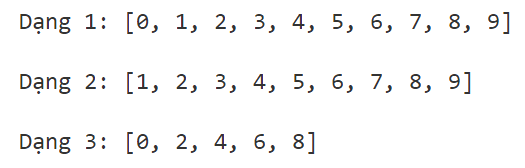 Dạng 1: [0, 1, 2, 3, 4, 5, 6, 7, 8, 9]
Dạng 2: [1, 2, 3, 4, 5, 6, 7, 8, 9]
Dạng 3: [0, 2, 4, 6, 8]